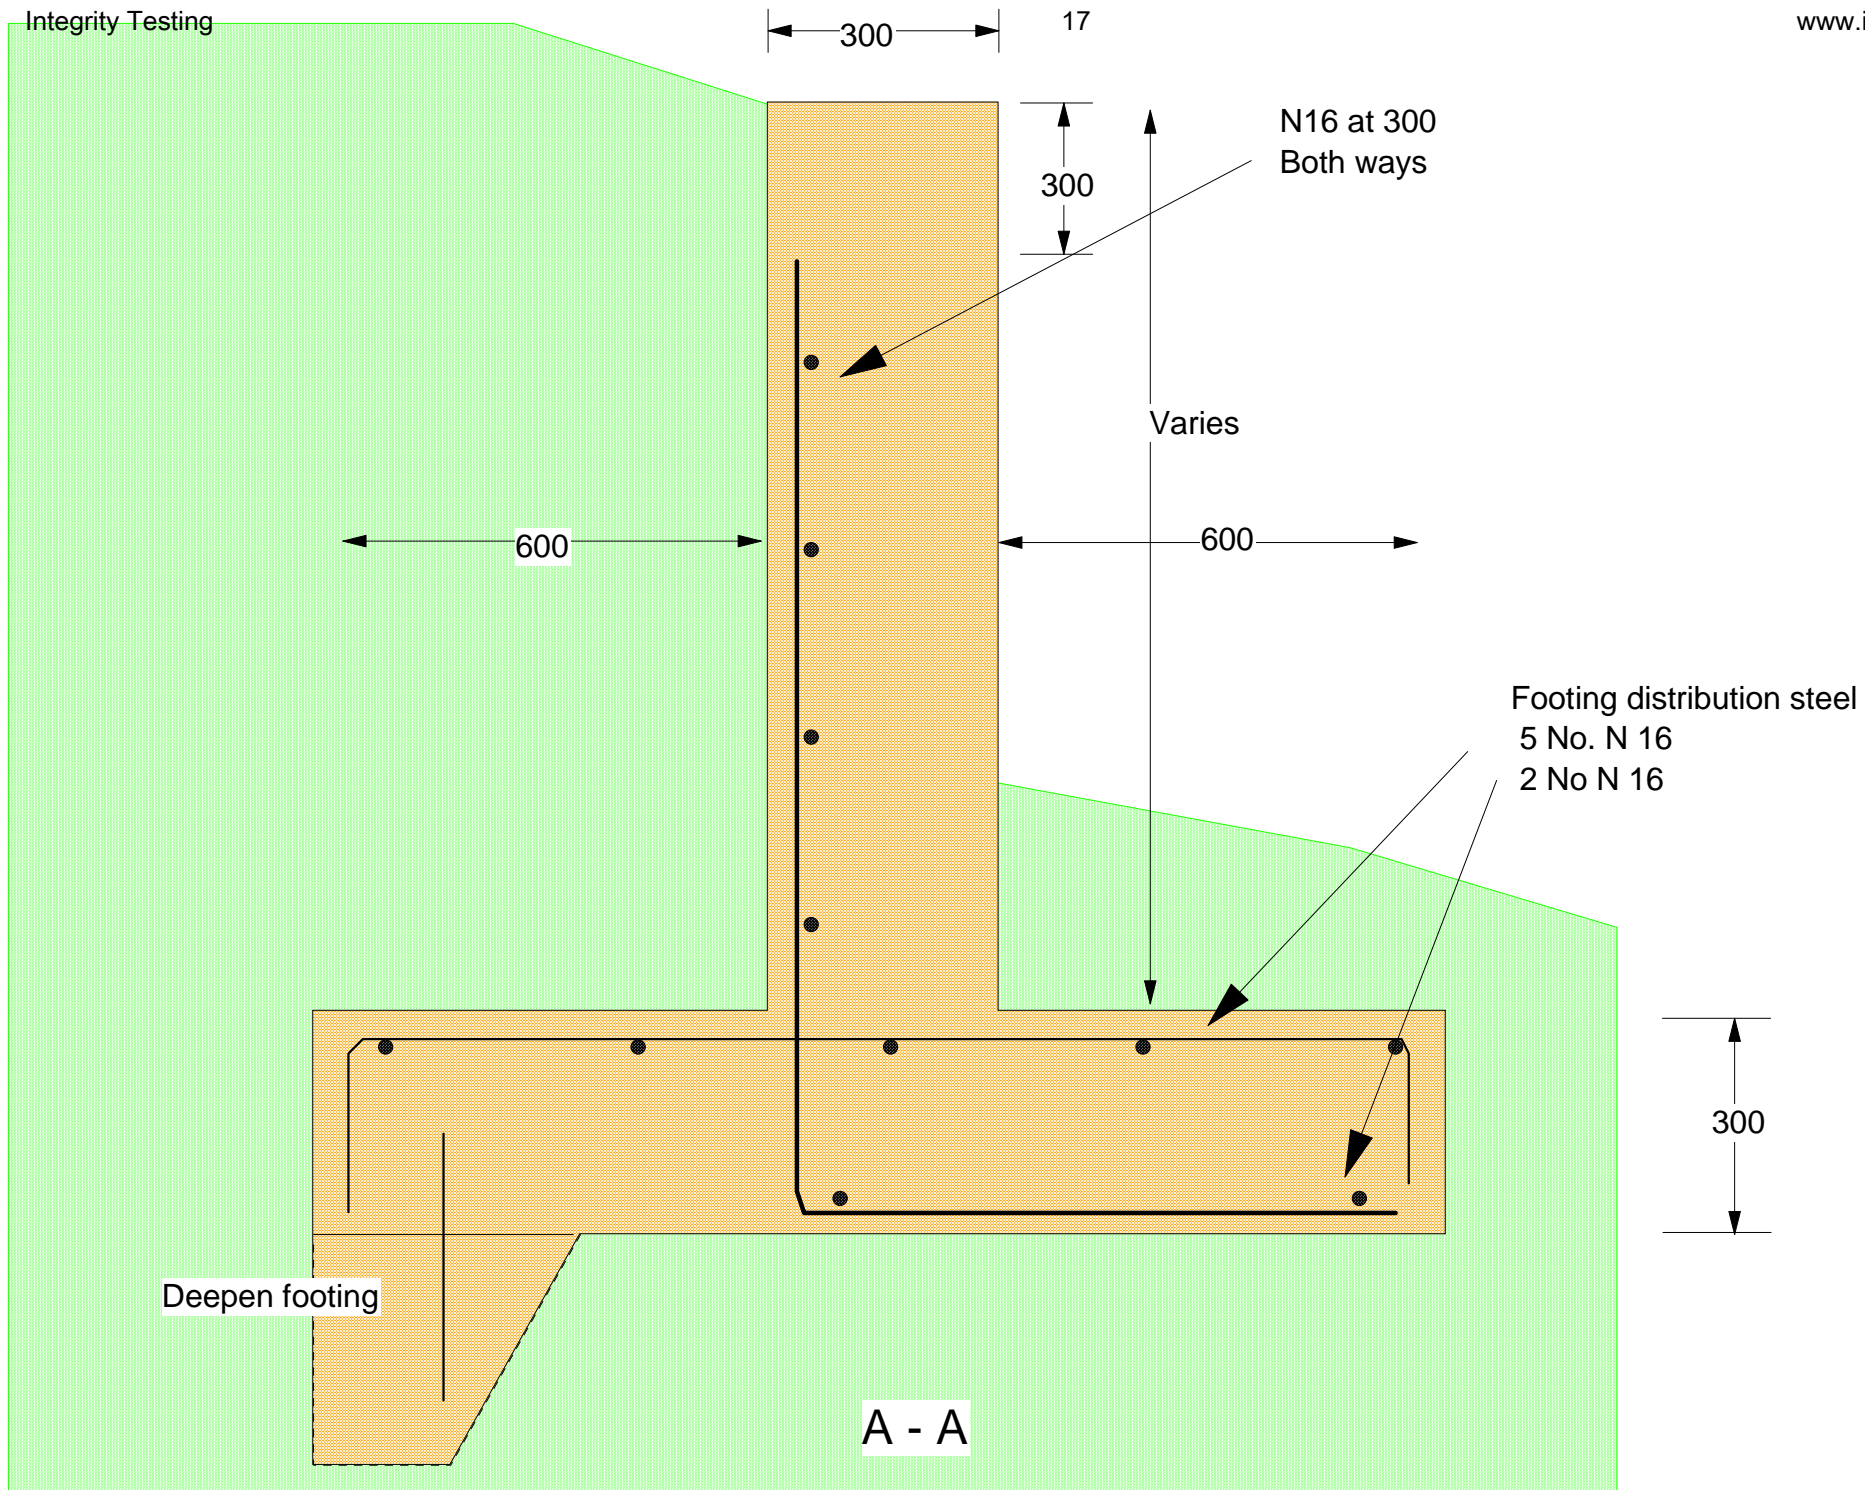 Integrity Testing
17
www.i
300
N16 at 300
Both ways
300
Varies
600
600
Footing distribution steel
5 No. N 16
2 No N 16
300
Deepen footing
A - A